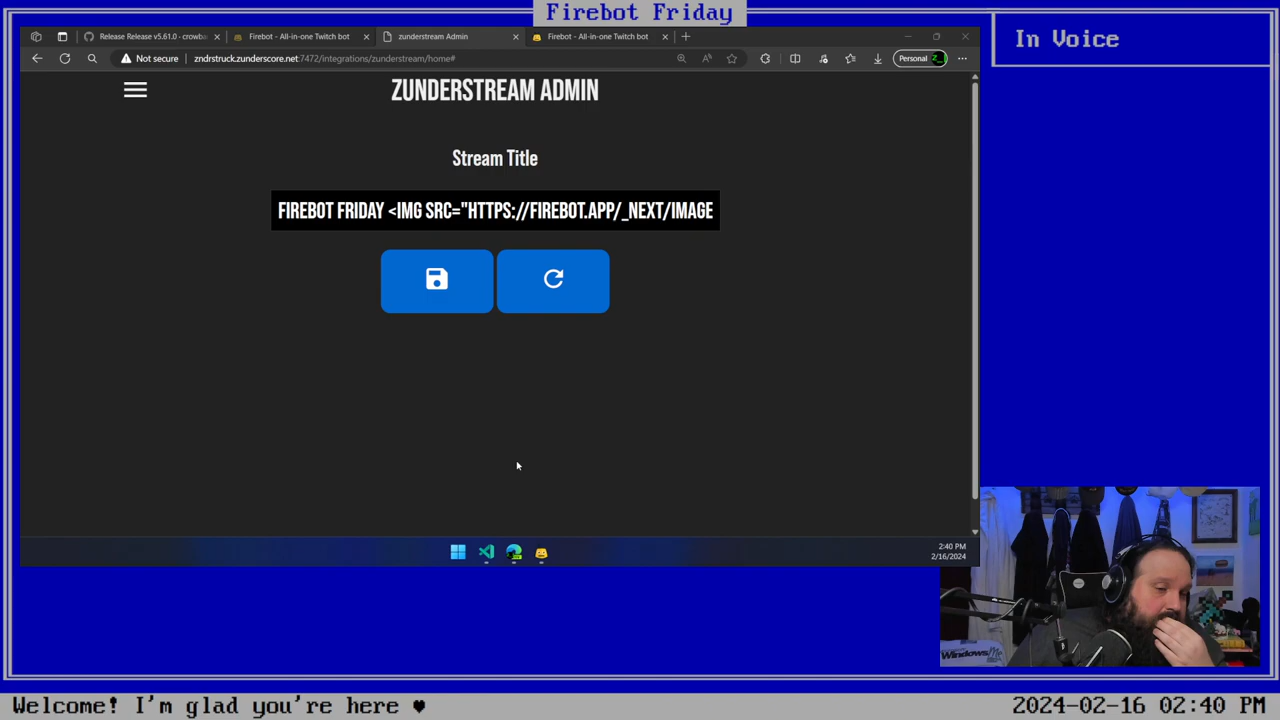 Firebot Friday
In Voice
Release Release v5.61.0 - crowba
Firebot - All-in-one Twitch bot
zunderstream Admin
Firebot - All-in-one Twitch bot
Not secure
zndrstruck.zunderscore.net:7472/integrations/zunderstream/home#
Personal
ZUNDERSTREAM ADMIN
Stream Title
FIREBOT FRIDAY <IMG SRC="HTTPS://FIREBOT.APP/_NEXT/IMAGE
2:40 PM
2/16/2024
Windows Me
Welcome! I'm glad you're here ♥
2024-02-16 02:40 PM